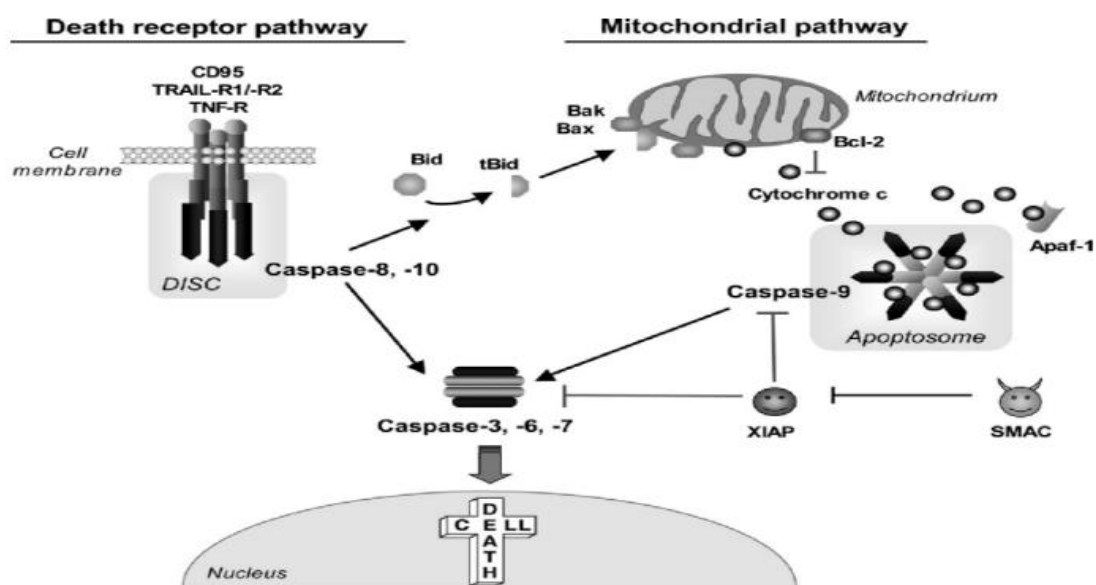 Death receptor pathway
Mitochondrial pathway
CD95
TRAIL-R1/-R2
TNF-R
Cell
membrane
DISC
Caspase-8, -10
Bid
tBid
Bak
Bax
Mitochondrium
Bcl-2
Cytochrome c
Apaf-1
Caspase-9
Apoptosome
XIAP
SMAC
Caspase-3, -6, -7
CELL
DEATH
Nucleus